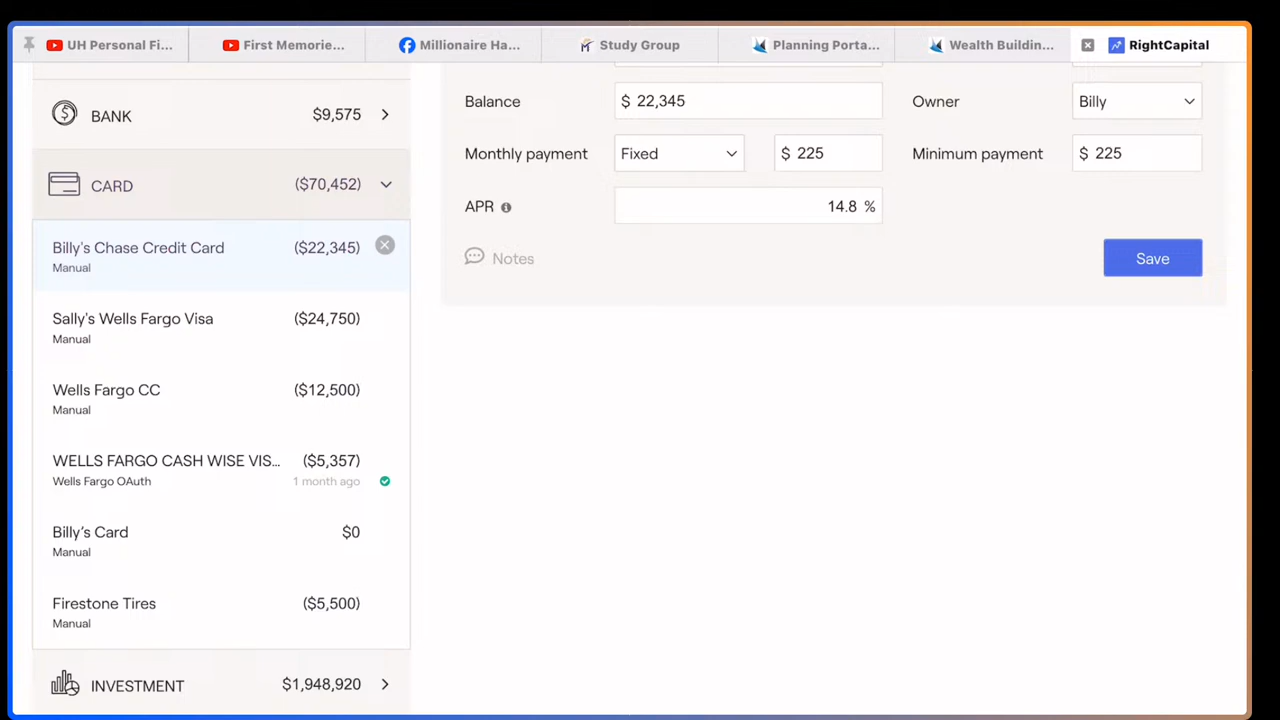 UH Personal Fi...
First Memorie...
Millionaire Ha...
Study Group
Planning Porta...
Wealth Buildin...
RightCapital
BANK $9,575
CARD ($70,452)
Billy's Chase Credit Card ($22,345)
Manual
Sally's Wells Fargo Visa ($24,750)
Manual
Wells Fargo CC ($12,500)
Manual
WELLS FARGO CASH WISE VIS... ($5,357)
Wells Fargo OAuth 1 month ago
Billy's Card $0
Manual
Firestone Tires ($5,500)
Manual
INVESTMENT $1,948,920
Balance $ 22,345 Owner Billy
Monthly payment Fixed $ 225 Minimum payment $ 225
APR 14.8 %
Notes Save